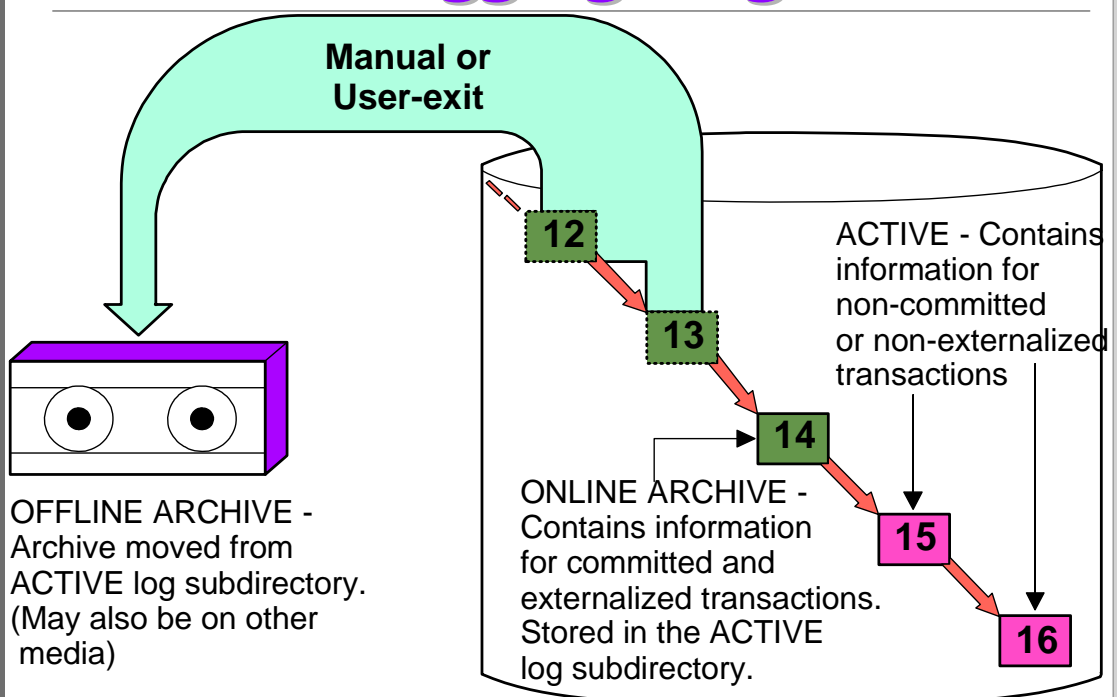 Manual or
User-exit
12
13
14
15
16
ACTIVE - Contains
information for
non-committed
or non-externalized
transactions
ONLINE ARCHIVE -
Contains information
for committed and
externalized transactions.
Stored in the ACTIVE
log subdirectory.
OFFLINE ARCHIVE -
Archive moved from
ACTIVE log subdirectory.
(May also be on other
media)